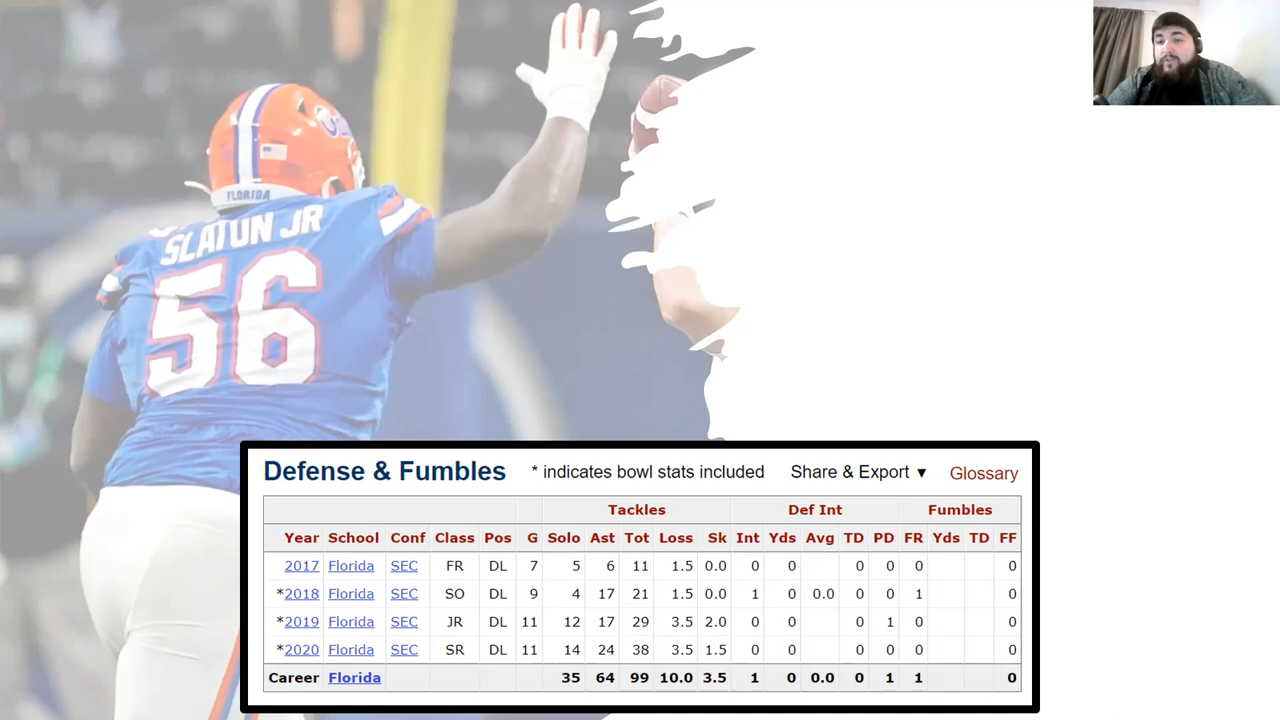 FLORIDA
SLATON JR
56
Defense & Fumbles * indicates bowl stats included Share & Export ▼ Glossary
Tackles Def Int Fumbles
Year School Conf Class Pos G Solo Ast Tot Loss Sk Int Yds Avg TD PD FR Yds TD FF
2017 Florida SEC FR DL 7 5 6 11 1.5 0.0 0 0 0 0 0 0
*2018 Florida SEC SO DL 9 4 17 21 1.5 0.0 1 0 0.0 0 0 1 0
*2019 Florida SEC JR DL 11 12 17 29 3.5 2.0 0 0 0 1 0 0
*2020 Florida SEC SR DL 11 14 24 38 3.5 1.5 0 0 0 0 0 0
Career Florida 35 64 99 10.0 3.5 1 0 0.0 0 1 1 0